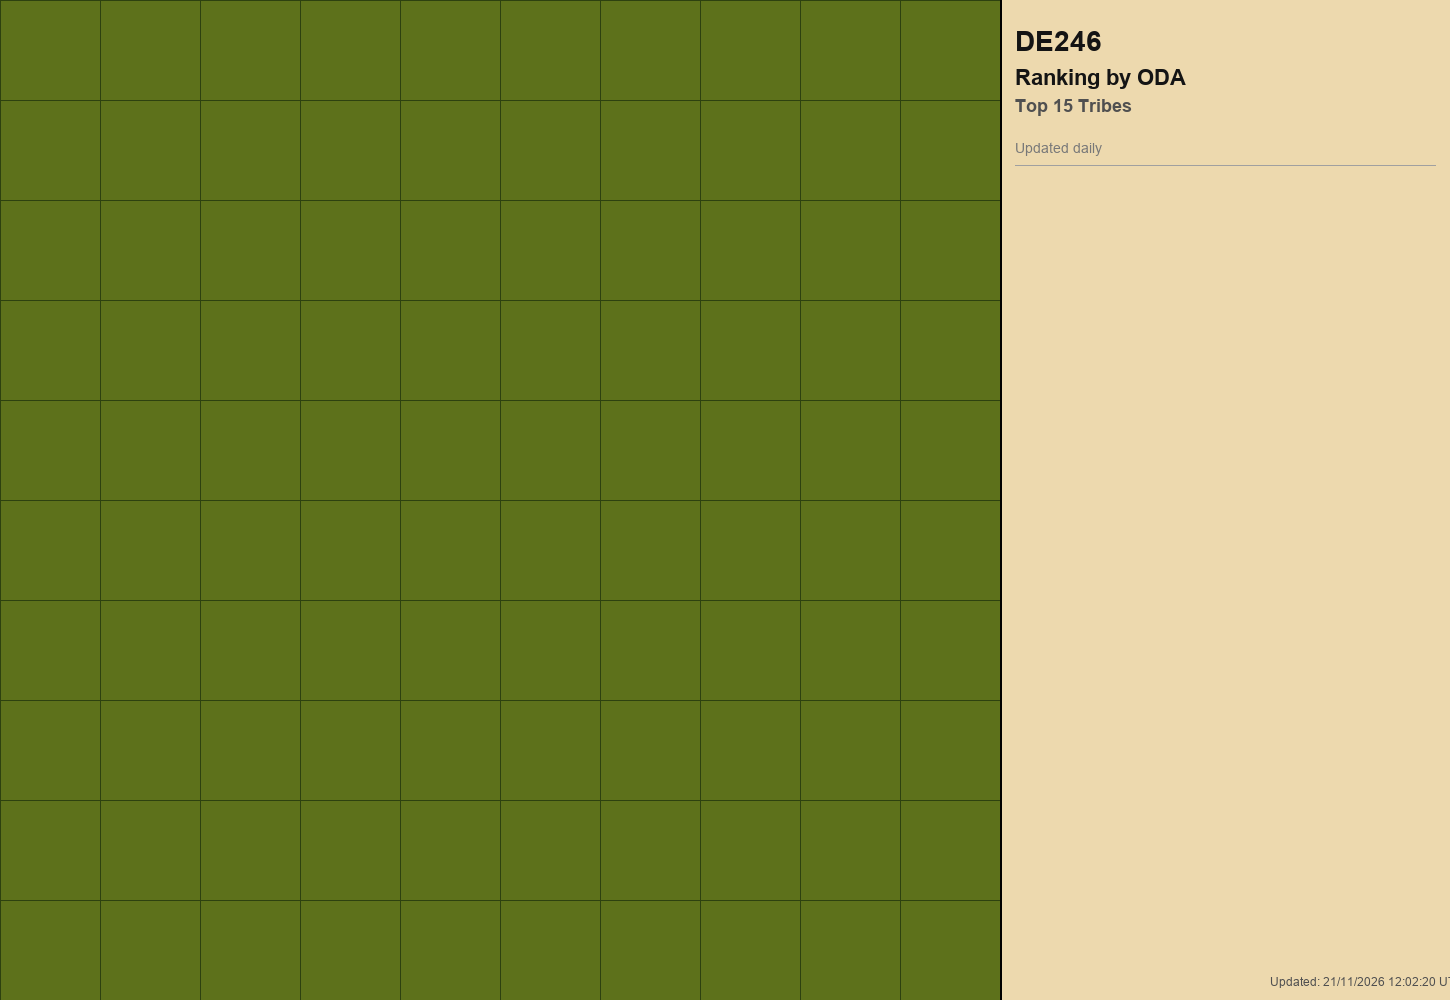 DE246
Ranking by ODA
Top 15 Tribes
Updated daily
Updated: 21/11/2026 12:02:20